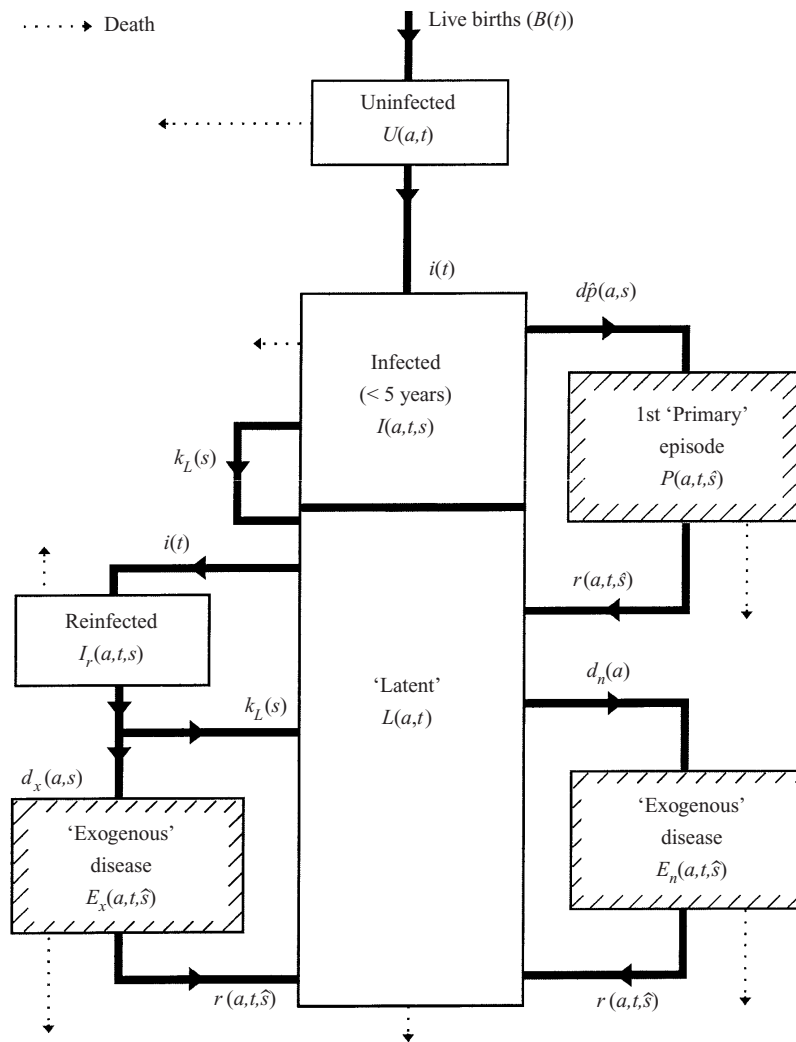 Death
Live births (B(t))
Uninfected
U(a,t)
i(t)
dp̂(a,s)
Infected
(< 5 years)
I(a,t,s)
1st ‘Primary’
episode
P(a,t,ŝ)
k_L(s)
i(t)
r(a,t,ŝ)
Reinfected
I_r(a,t,s)
‘Latent’
L(a,t)
d_n(a)
k_L(s)
d_x(a,s)
‘Exogenous’
disease
E_x(a,t,ŝ)
‘Exogenous’
disease
E_n(a,t,ŝ)
r(a,t,ŝ)
r(a,t,ŝ)